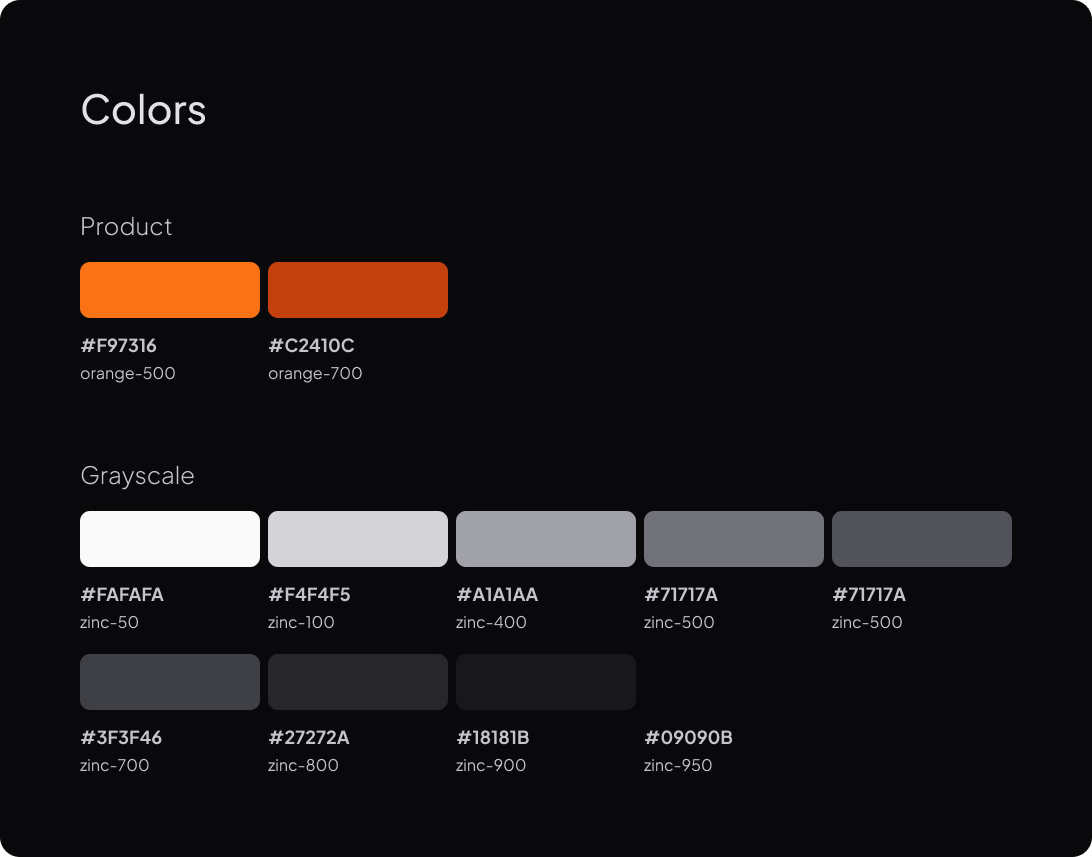 Colors
Product
#F97316 #C2410C
orange-500 orange-700
Grayscale
#FAFAFA #F4F4F5 #A1A1AA #71717A #71717A
zinc-50 zinc-100 zinc-400 zinc-500 zinc-500
#3F3F46 #27272A #18181B #09090B
zinc-700 zinc-800 zinc-900 zinc-950